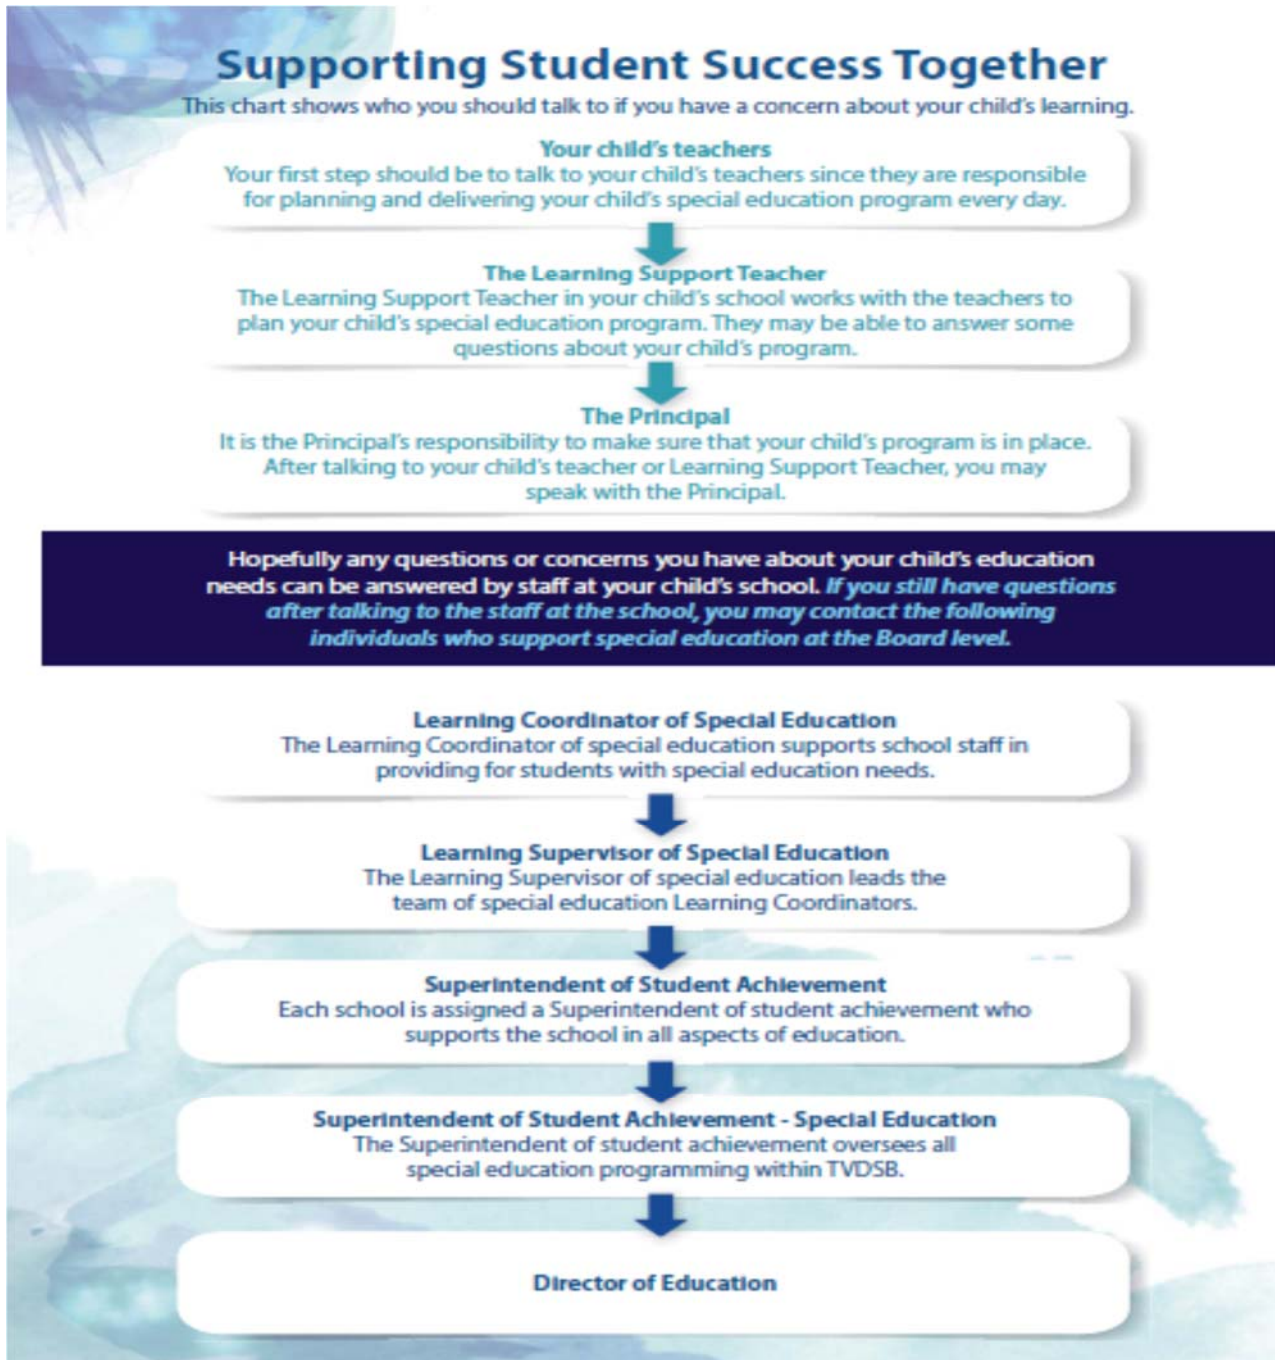 Supporting Student Success Together
This chart shows who you should talk to if you have a concern about your child's learning.
Your child's teachers
Your first step should be to talk to your child's teachers since they are responsible
for planning and delivering your child's special education program every day.
The Learning Support Teacher
The Learning Support Teacher in your child's school works with the teachers to
plan your child's special education program. They may be able to answer some
questions about your child's program.
The Principal
It is the Principal's responsibility to make sure that your child's program is in place.
After talking to your child's teacher or Learning Support Teacher, you may
speak with the Principal.
Hopefully any questions or concerns you have about your child's education
needs can be answered by staff at your child's school. If you still have questions
after talking to the staff at the school, you may contact the following
individuals who support special education at the Board level.
Learning Coordinator of Special Education
The Learning Coordinator of special education supports school staff in
providing for students with special education needs.
Learning Supervisor of Special Education
The Learning Supervisor of special education leads the
team of special education Learning Coordinators.
Superintendent of Student Achievement
Each school is assigned a Superintendent of student achievement who
supports the school in all aspects of education.
Superintendent of Student Achievement - Special Education
The Superintendent of student achievement oversees all
special education programming within TVDSB.
Director of Education